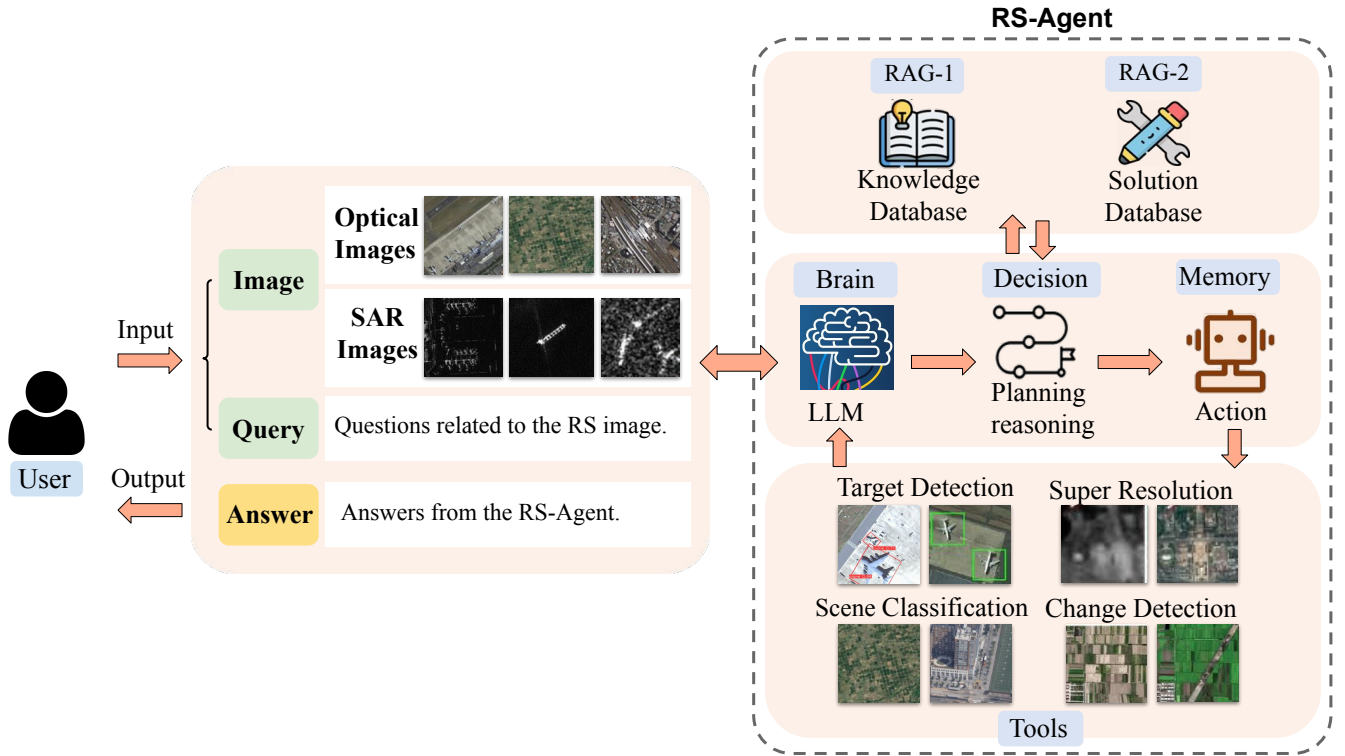 RS-Agent
RAG-1
RAG-2
Knowledge
Database
Solution
Database
Optical
Images
Image
SAR
Images
Input
Query
Questions related to the RS image.
User
Output
Answer
Answers from the RS-Agent.
Brain
Decision
Memory
LLM
Planning
reasoning
Action
Target Detection
Super Resolution
Scene Classification
Change Detection
Tools